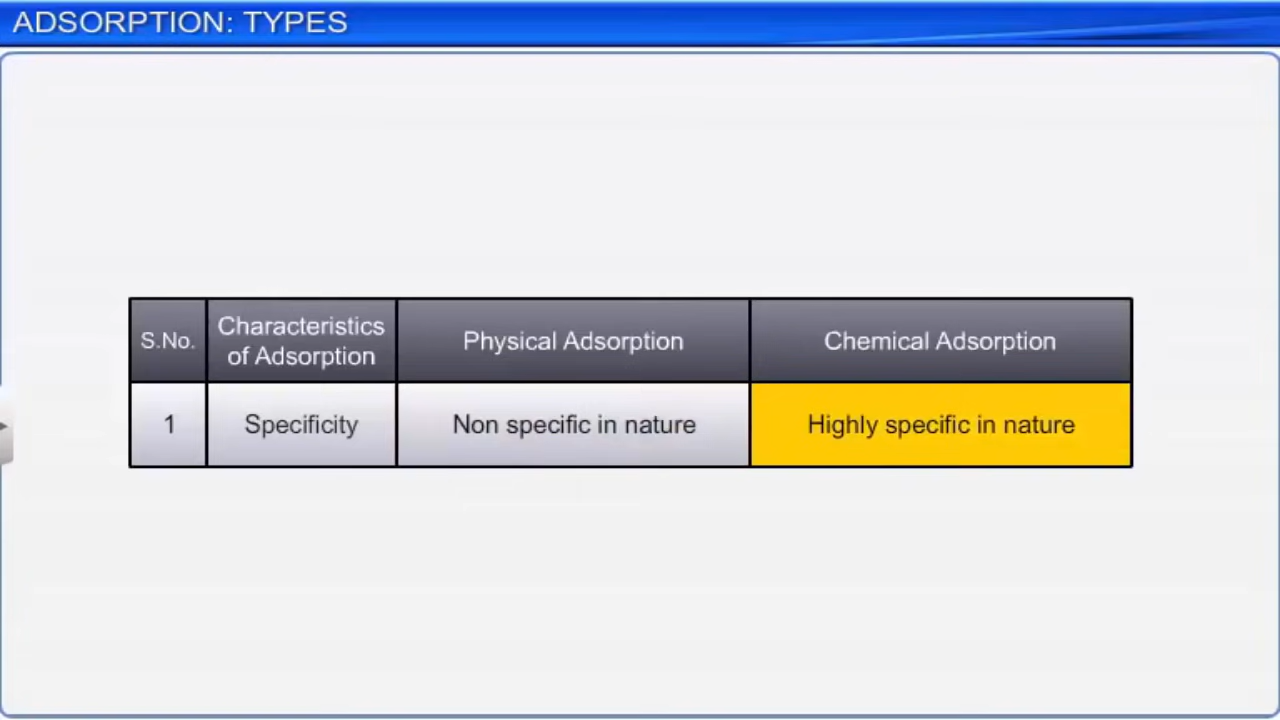 ADSORPTION: TYPES
S.No.
Characteristics
of Adsorption
Physical Adsorption
Chemical Adsorption
1
Specificity
Non specific in nature
Highly specific in nature